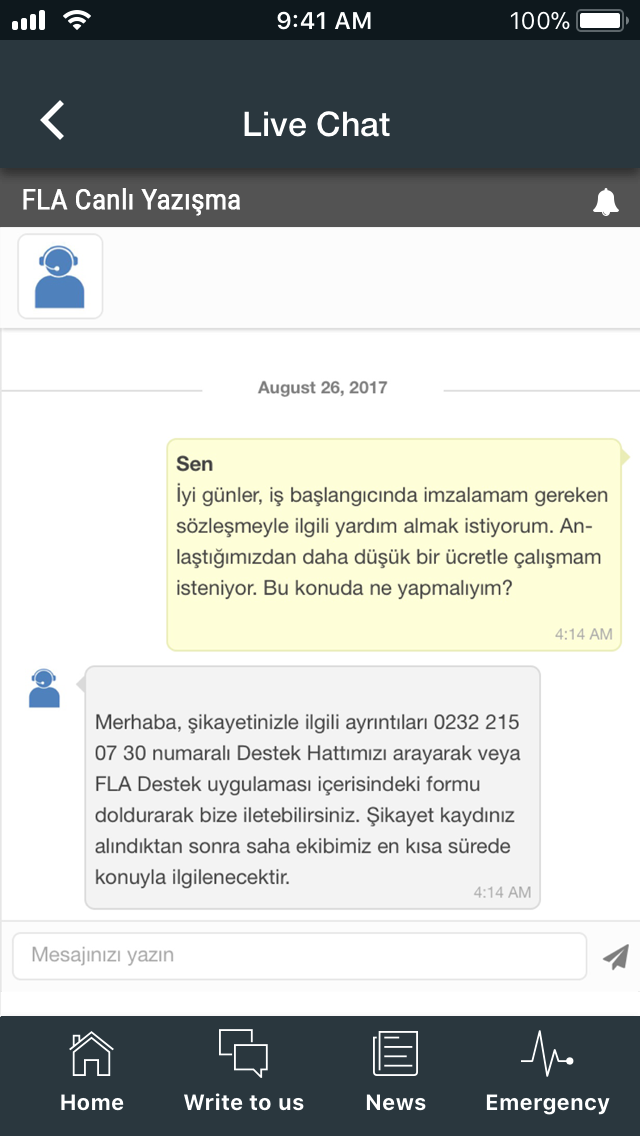 9:41 AM
100%
Live Chat
FLA Canlı Yazışma
August 26, 2017
Sen
İyi günler, iş başlangıcında imzalamam gereken
sözleşmeyle ilgili yardım almak istiyorum. An-
laştığımızdan daha düşük bir ücretle çalışmam
isteniyor. Bu konuda ne yapmalıyım?
4:14 AM
Merhaba, şikayetinizle ilgili ayrıntıları 0232 215
07 30 numaralı Destek Hattımızı arayarak veya
FLA Destek uygulaması içerisindeki formu
doldurarak bize iletebilirsiniz. Şikayet kaydınız
alındıktan sonra saha ekibimiz en kısa sürede
konuyla ilgilenecektir.
4:14 AM
Mesajınızı yazın
Home
Write to us
News
Emergency